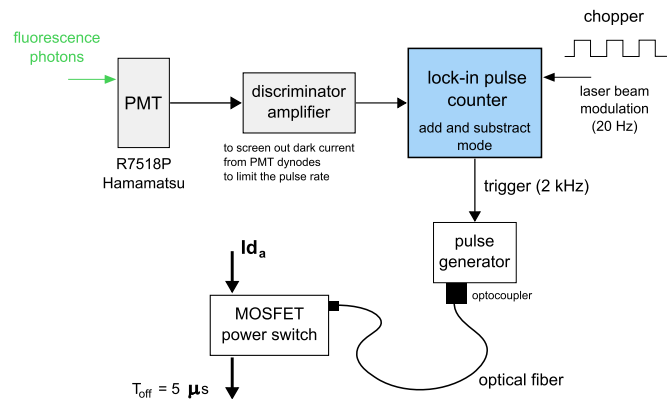 chopper
fluorescence
photons
PMT
R7518P
Hamamatsu
discriminator
amplifier
to screen out dark current
from PMT dynodes
to limit the pulse rate
lock-in pulse
counter
add and substract
mode
laser beam
modulation
(20 Hz)
trigger (2 kHz)
pulse
generator
optocoupler
Id_a
MOSFET
power switch
optical fiber
T_off = 5 μs